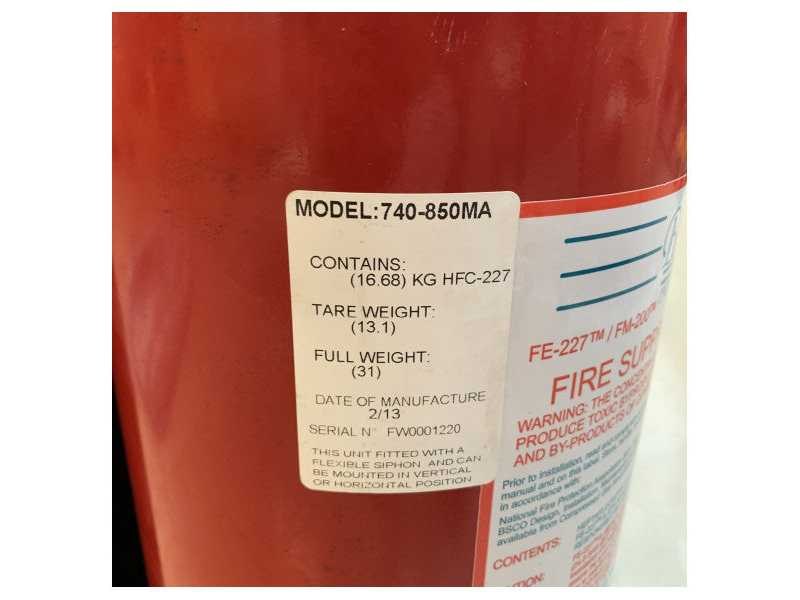 MODEL:740-850MA
CONTAINS:
(16.68) KG HFC-227
TARE WEIGHT:
(13.1)
FULL WEIGHT:
(31)
DATE OF MANUFACTURE
2/13
SERIAL N° FW0001220
THIS UNIT FITTED WITH A
FLEXIBLE SIPHON AND CAN
BE MOUNTED IN VERTICAL
OR HORIZONTAL POSITION
FE-227™ / FM-200™
FIRE
WARNING: THE
PRODUCE TOXIC
AND BY-PRODUCTS OF
Prior to installation, read and
manual and on this label.
in accordance with:
National Fire Protection
BSCO Design, Installation,
available from
CONTENTS: